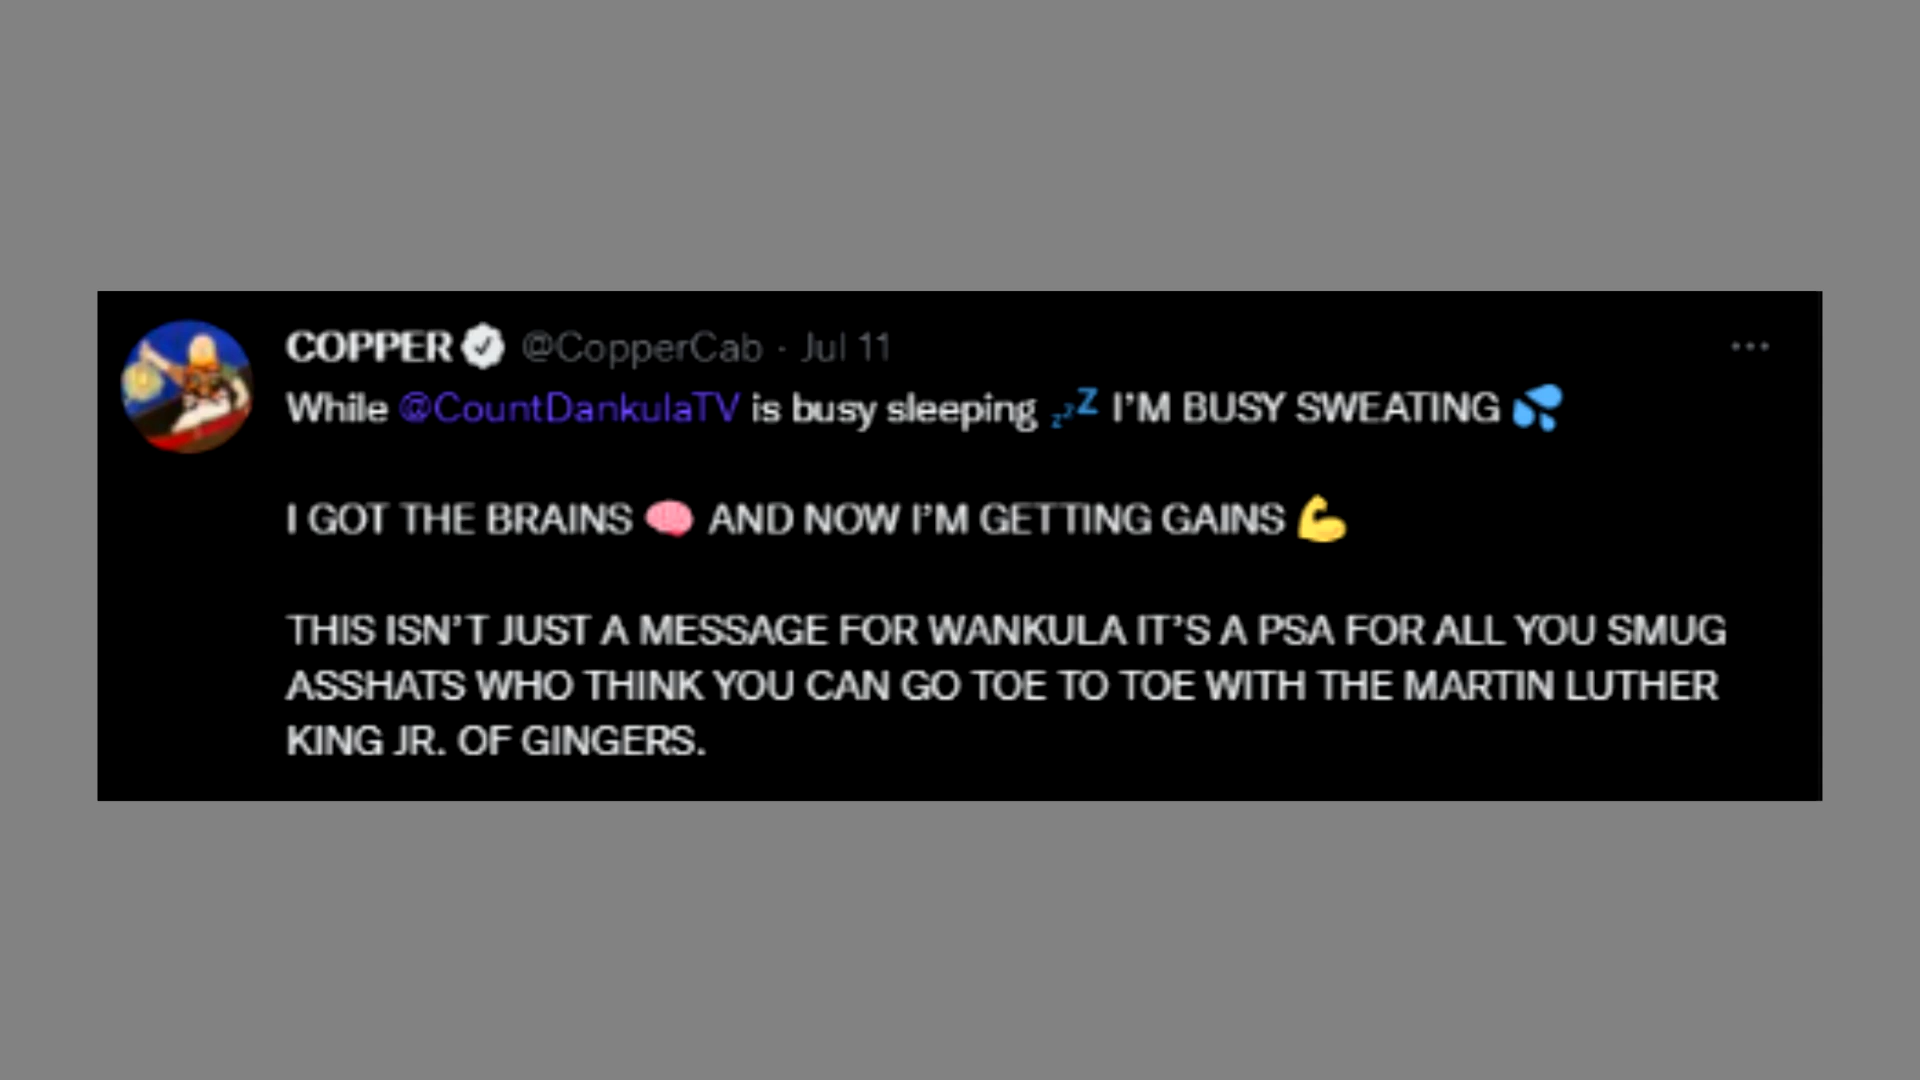 COPPER @CopperCab · Jul 11
While @CountDankulaTV is busy sleeping 💤 I’M BUSY SWEATING 💦
I GOT THE BRAINS 🧠 AND NOW I’M GETTING GAINS 💪
THIS ISN’T JUST A MESSAGE FOR WANKULA IT’S A PSA FOR ALL YOU SMUG
ASSHATS WHO THINK YOU CAN GO TOE TO TOE WITH THE MARTIN LUTHER
KING JR. OF GINGERS.